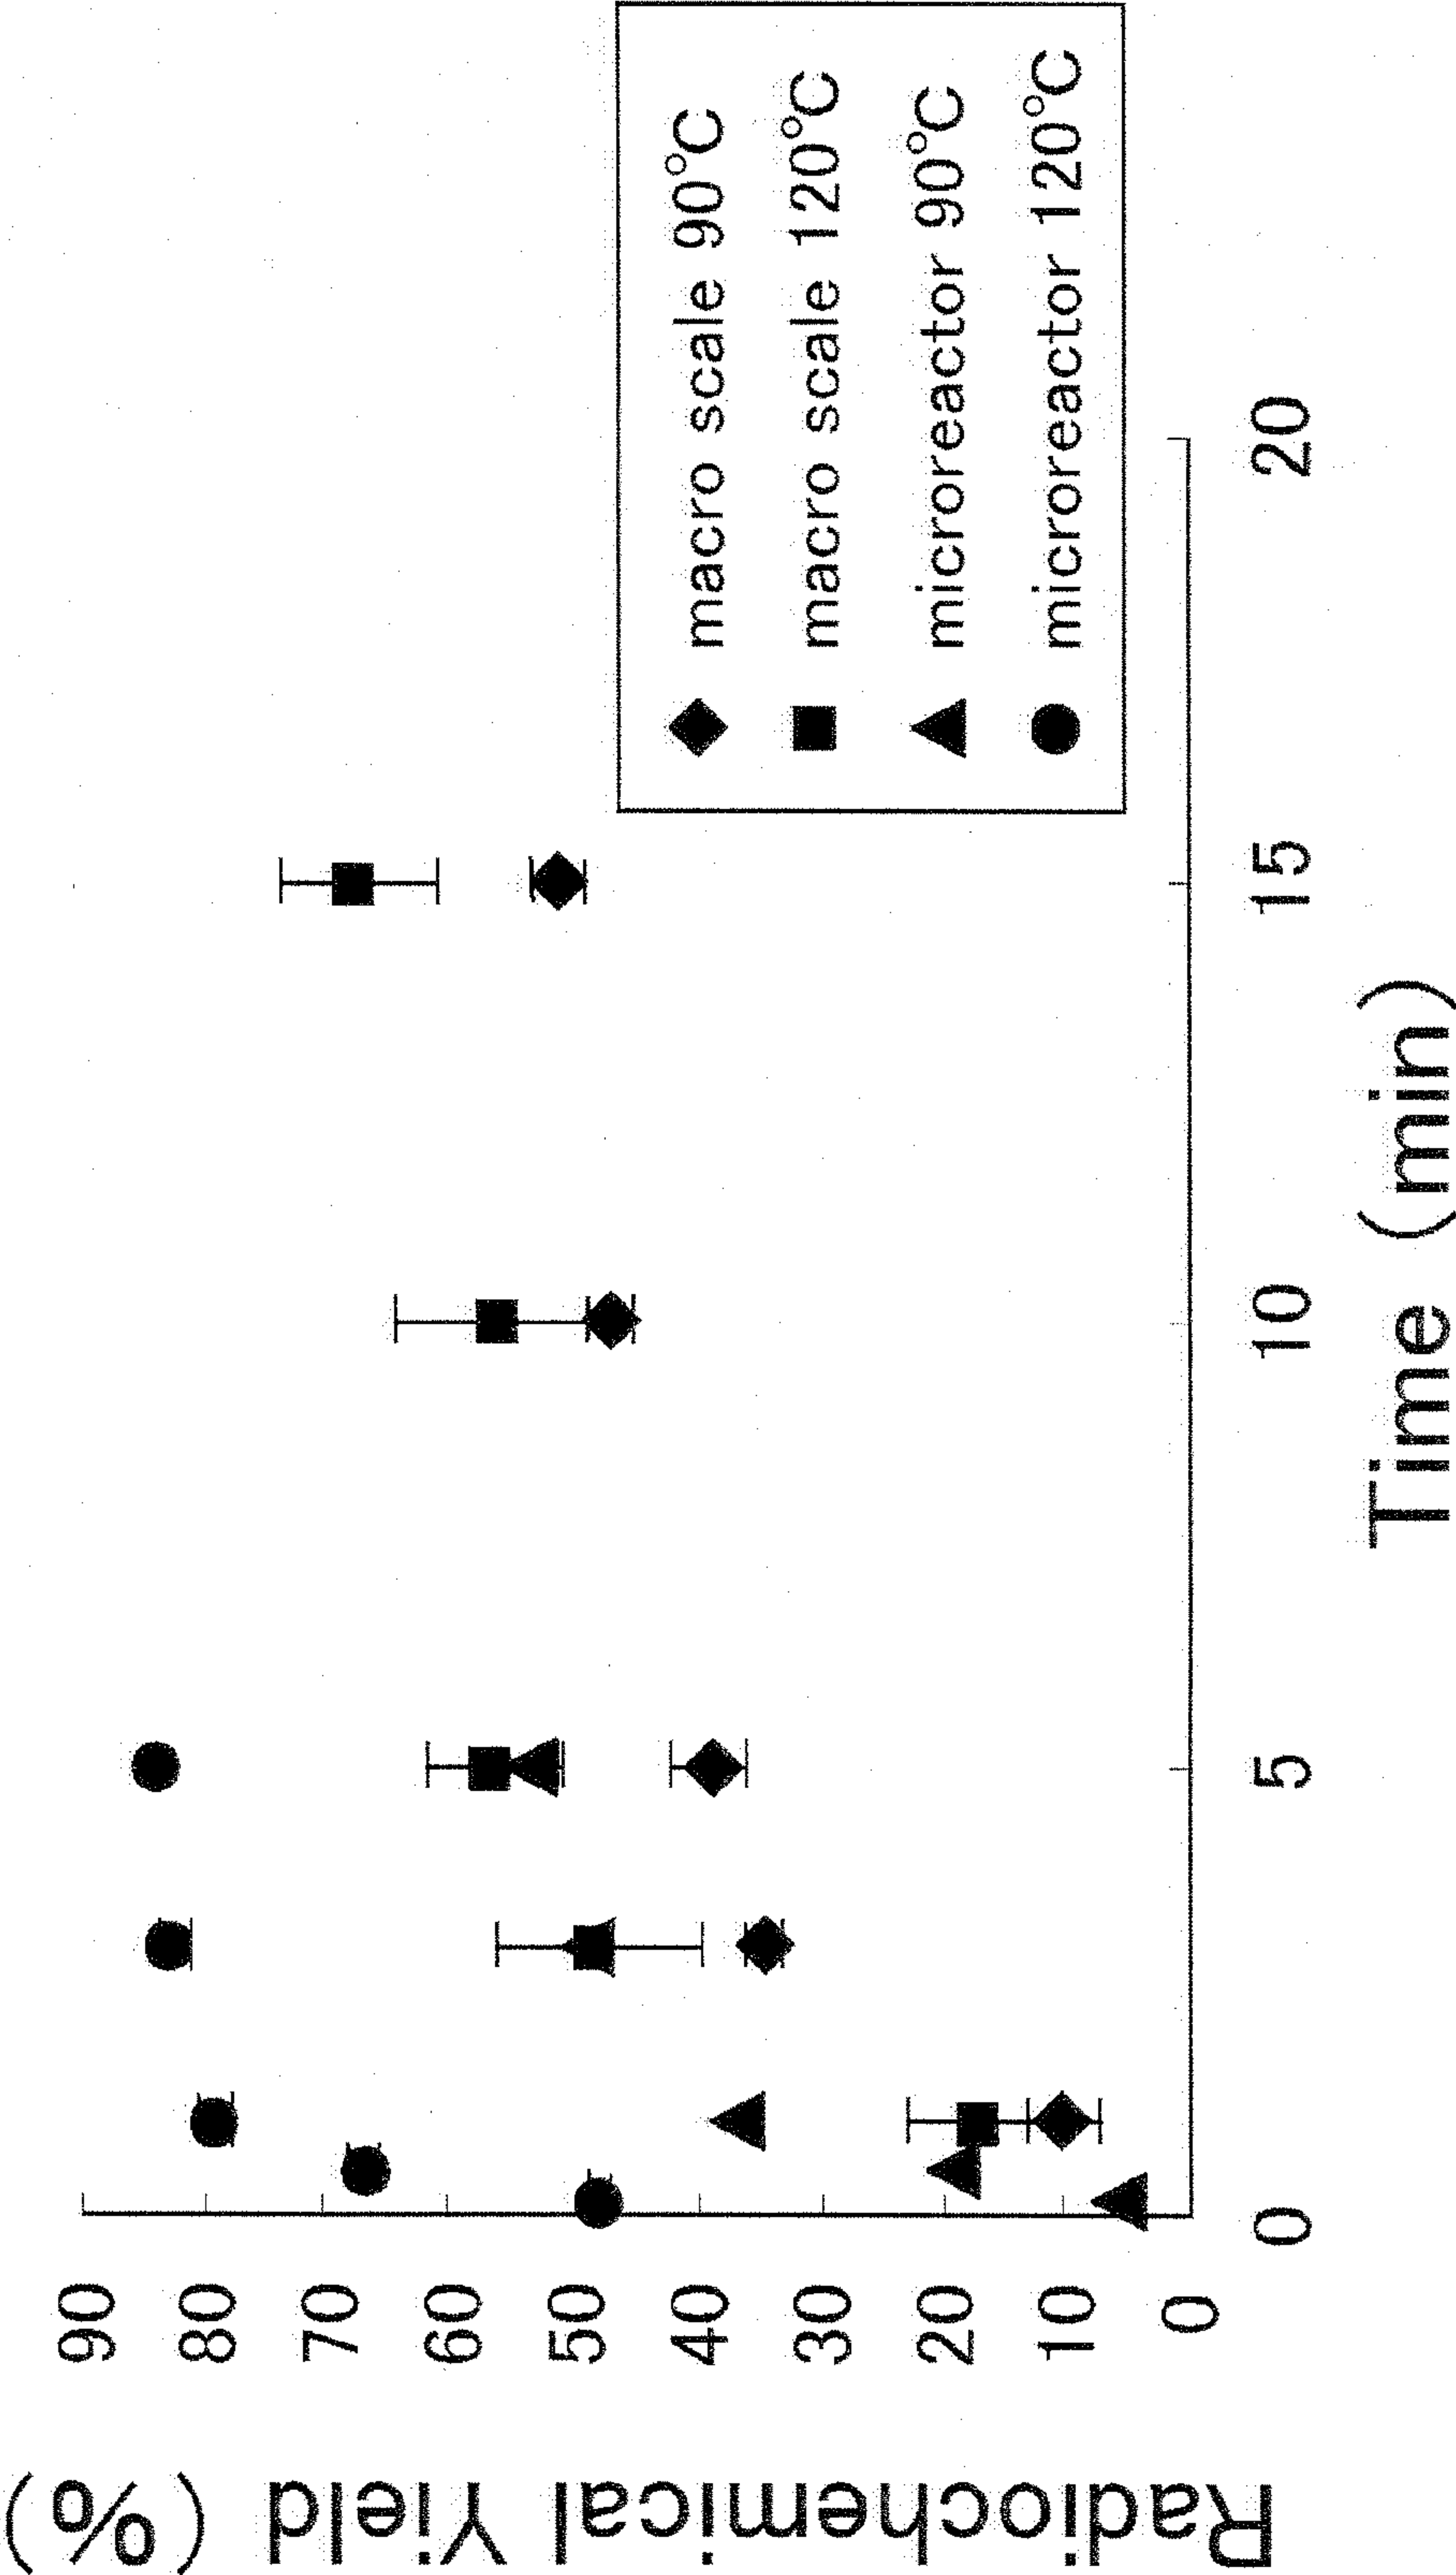 Radiochemical Yield (%)
90
80
70
60
50
40
30
20
10
0
0
5
10
15
20
Time (min)
macro scale 90°C
macro scale 120°C
microreactor 90°C
microreactor 120°C